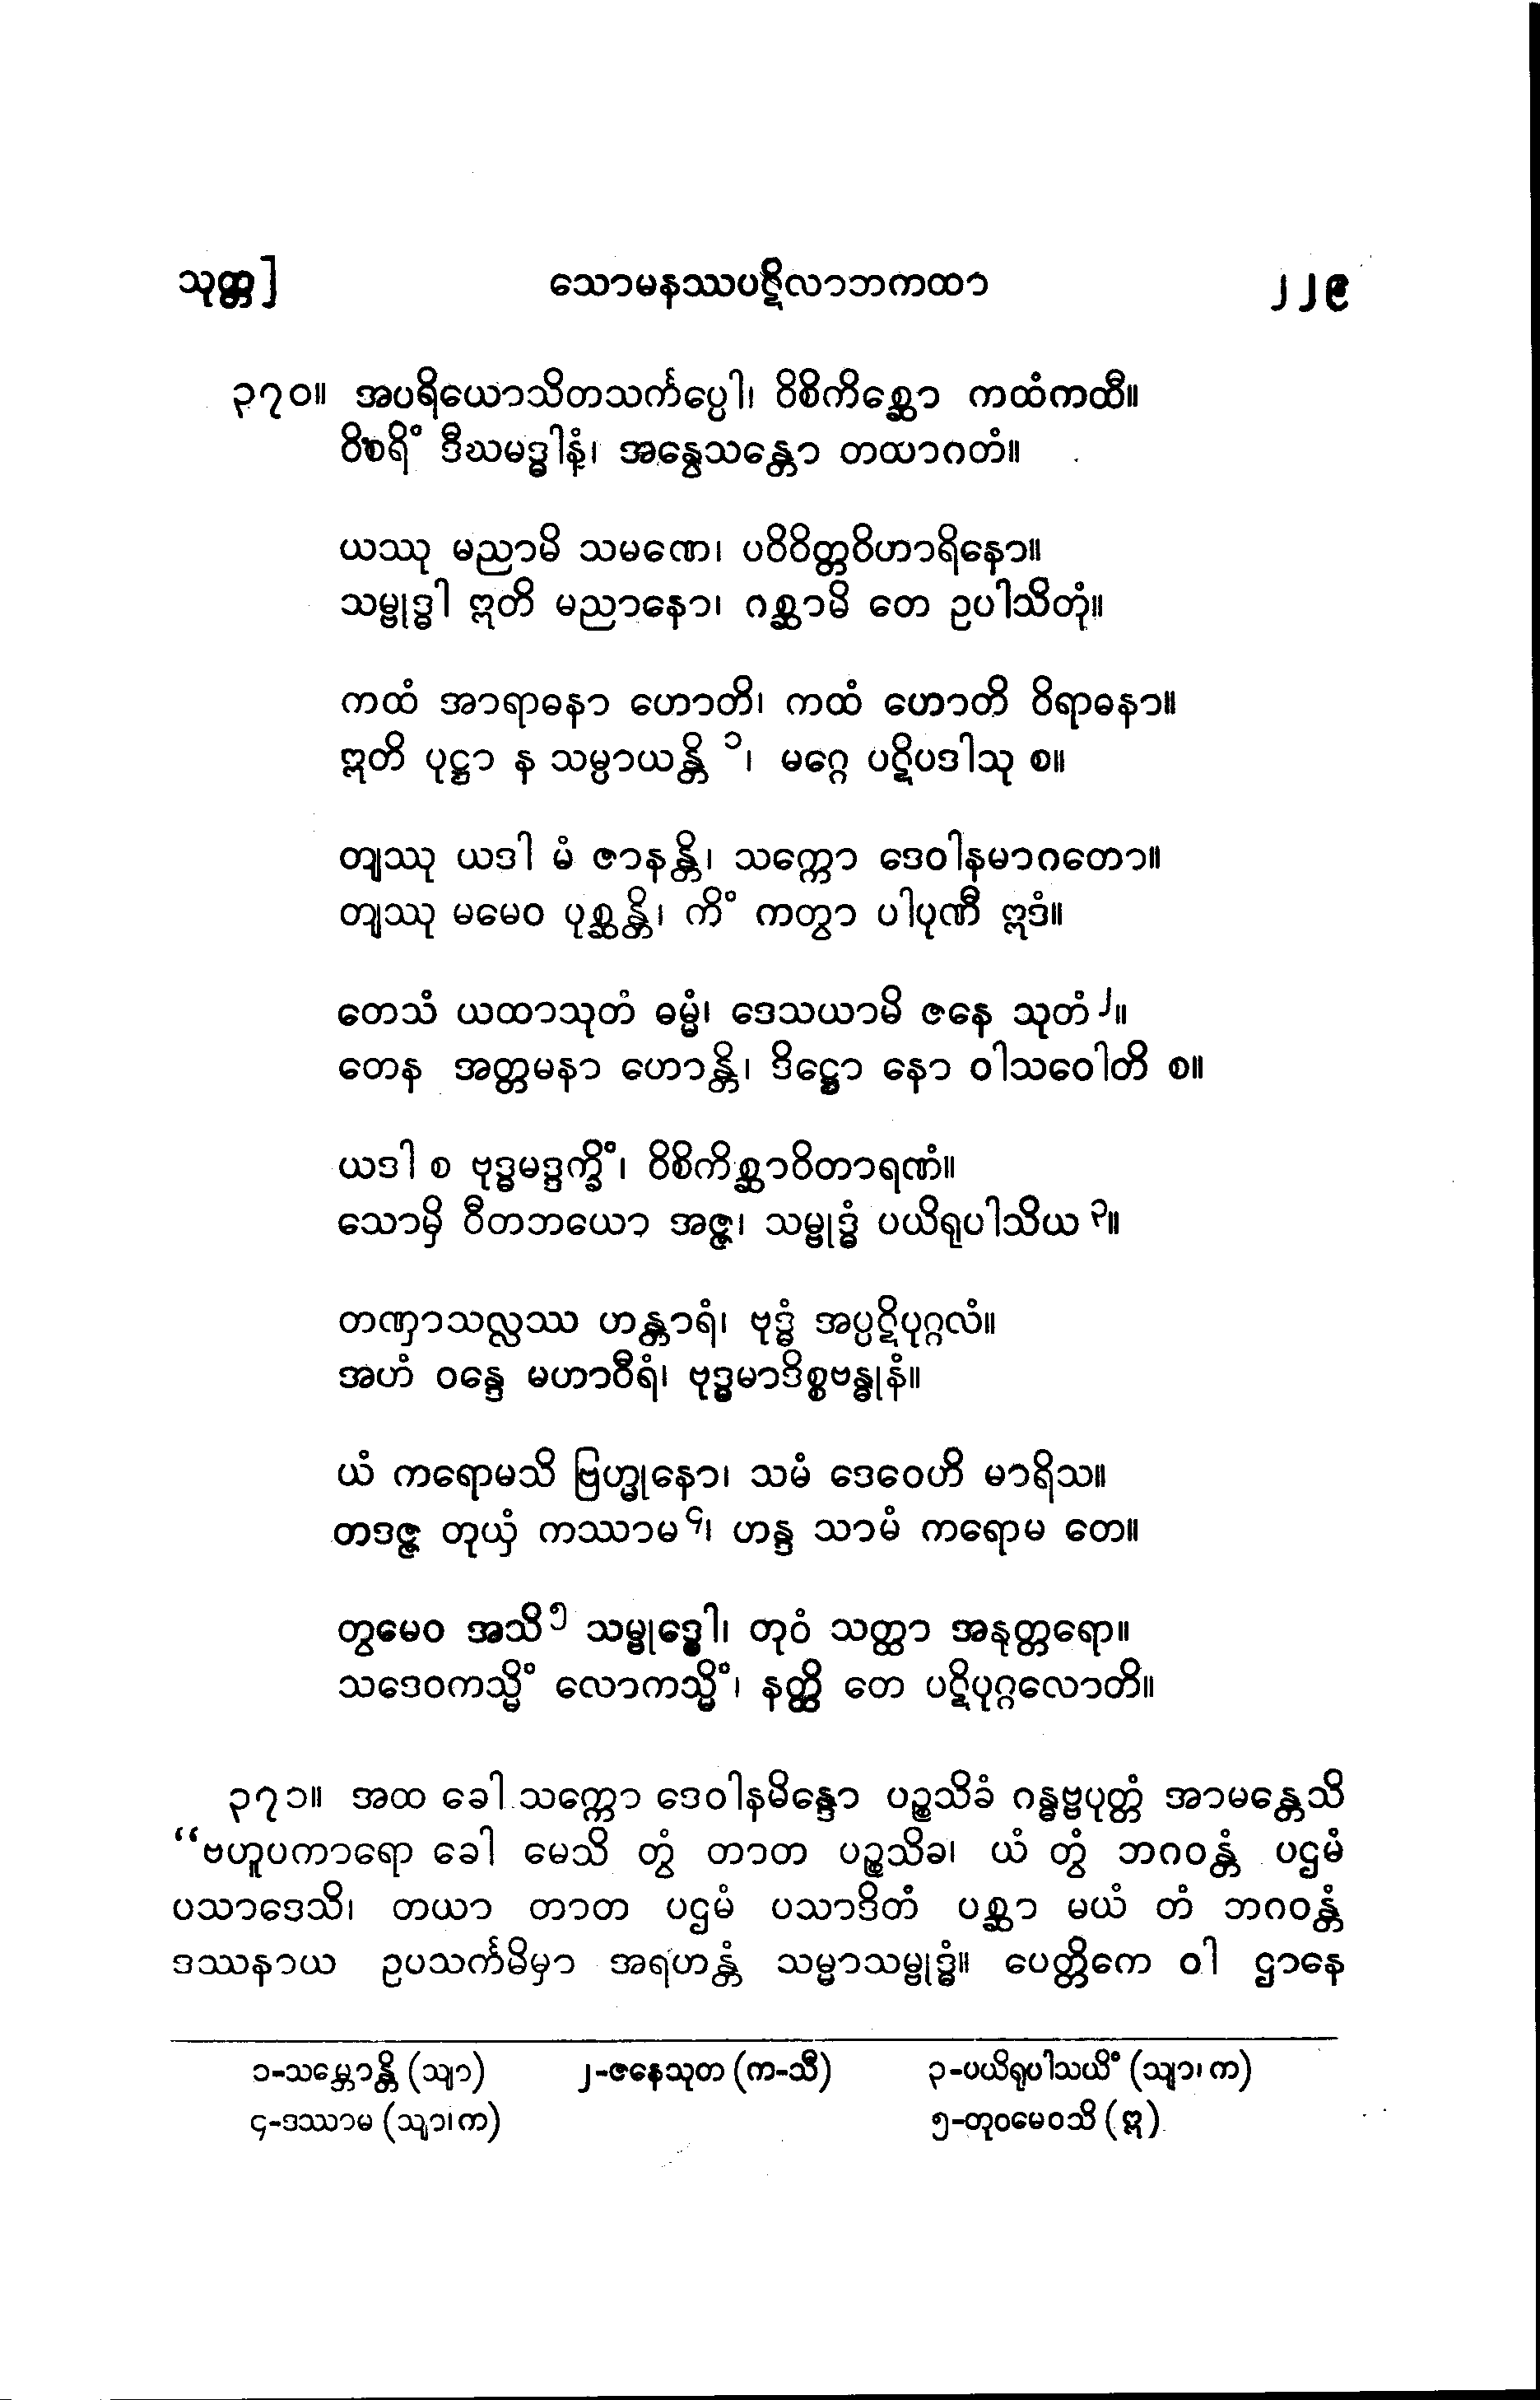 သုတ္တ] သောမနဿပဋိလာဘကထာ ၂၂၉
၃၇၀။ အပရိယောသိတသင်္ကပ္ပေါ၊ ဝိစိကိစ္ဆော ကထံကထီ။
ဝိစရိံ ဒီဃမဒ္ဓါနံ၊ အနွေသန္တော တထာဂတံ။
ယဿု မညာမိ သမဏေ၊ ပဝိဝိတ္တဝိဟာရိနော။
သမ္ဗုဒ္ဓါ ဣတိ မညာနော၊ ဂစ္ဆာမိ တေ ဥပါသိတုံ။
ကထံ အာရာဓနာ ဟောတိ၊ ကထံ ဟောတိ ဝိရာဓနာ။
ဣတိ ပုဋ္ဌာ န သမ္ပာယန္တိ ၁၊ မဂ္ဂေ ပဋိပဒါသု စ။
တျဿု ယဒါ မံ ဇာနန္တိ၊ သက္ကော ဒေဝါနမာဂတော။
တျဿု မမေဝ ပုစ္ဆန္တိ၊ ကိံ ကတွာ ပါပုဏီ ဣဒံ။
တေသံ ယထာသုတံ ဓမ္မံ၊ ဒေသယာမိ ဇနေ သုတံ ၂။
တေန အတ္တမနာ ဟောန္တိ၊ ဒိဋ္ဌော နော ဝါသဝေါတိ စ။
ယဒါ စ ဗုဒ္ဓမဒ္ဒက္ခိံ၊ ဝိစိကိစ္ဆာဝိတာရဏံ။
သောမှိ ဝီတဘယော အဇ္ဇ၊ သမ္ဗုဒ္ဓံ ပယိရုပါသိယ ၃။
တဏှာသလ္လဿ ဟန္တာရံ၊ ဗုဒ္ဓံ အပ္ပဋိပုဂ္ဂလံ။
အဟံ ဝန္ဒေ မဟာဝီရံ၊ ဗုဒ္ဓမာဒိစ္စဗန္ဓုနံ။
ယံ ကရောမသိ ဗြဟ္မုနော၊ သမံ ဒေဝေဟိ မာရိသ။
တဒဇ္ဇ တုယှံ ကဿာမ ၄၊ ဟန္ဒ သာမံ ကရောမ တေ။
တွမေဝ အသိ ၅ သမ္ဗုဒ္ဓေါ၊ တုဝံ သတ္ထာ အနုတ္တရော။
သဒေဝကသ္မိံ လောကသ္မိံ၊ နတ္ထိ တေ ပဋိပုဂ္ဂလောတိ။
၃၇၁။ အထ ခေါ သက္ကော ဒေဝါနမိန္ဒော ပဉ္စသိခံ ဂန္ဓဗ္ဗပုတ္တံ အာမန္တေသိ
“ဗဟူပကာရော ခေါ မေသိ တွံ တာတ ပဉ္စသိခ၊ ယံ တွံ ဘဂဝန္တံ ပဌမံ
ပသာဒေသိ၊ တယာ တာတ ပဌမံ ပသာဒိတံ ပစ္ဆာ မယံ တံ ဘဂဝန္တံ
ဒဿနာယ ဥပသင်္ကမိမှာ အရဟန္တံ သမ္မာသမ္ဗုဒ္ဓံ။ ပေတ္တိကေ ဝါ ဌာနေ
၁-သမ္ဘောန္တိ (သျာ) ၂-ဇနေသုတ (က-သီ) ၃-ပယိရုပါသယိံ (သျာ၊ က)
၄-ဒဿာမ (သျာ၊က) ၅-တုဝမေဝသိ (ဣ)